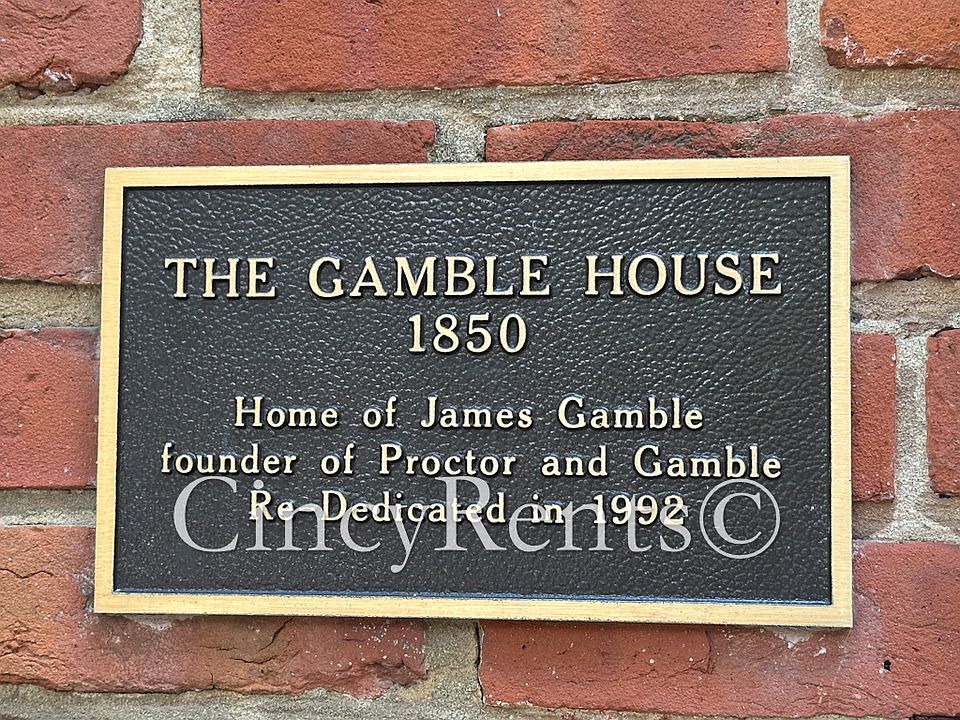 THE GAMBLE HOUSE
1850
Home of James Gamble
founder of Proctor and Gamble
Re-Dedicated in 1992
CincyRents©